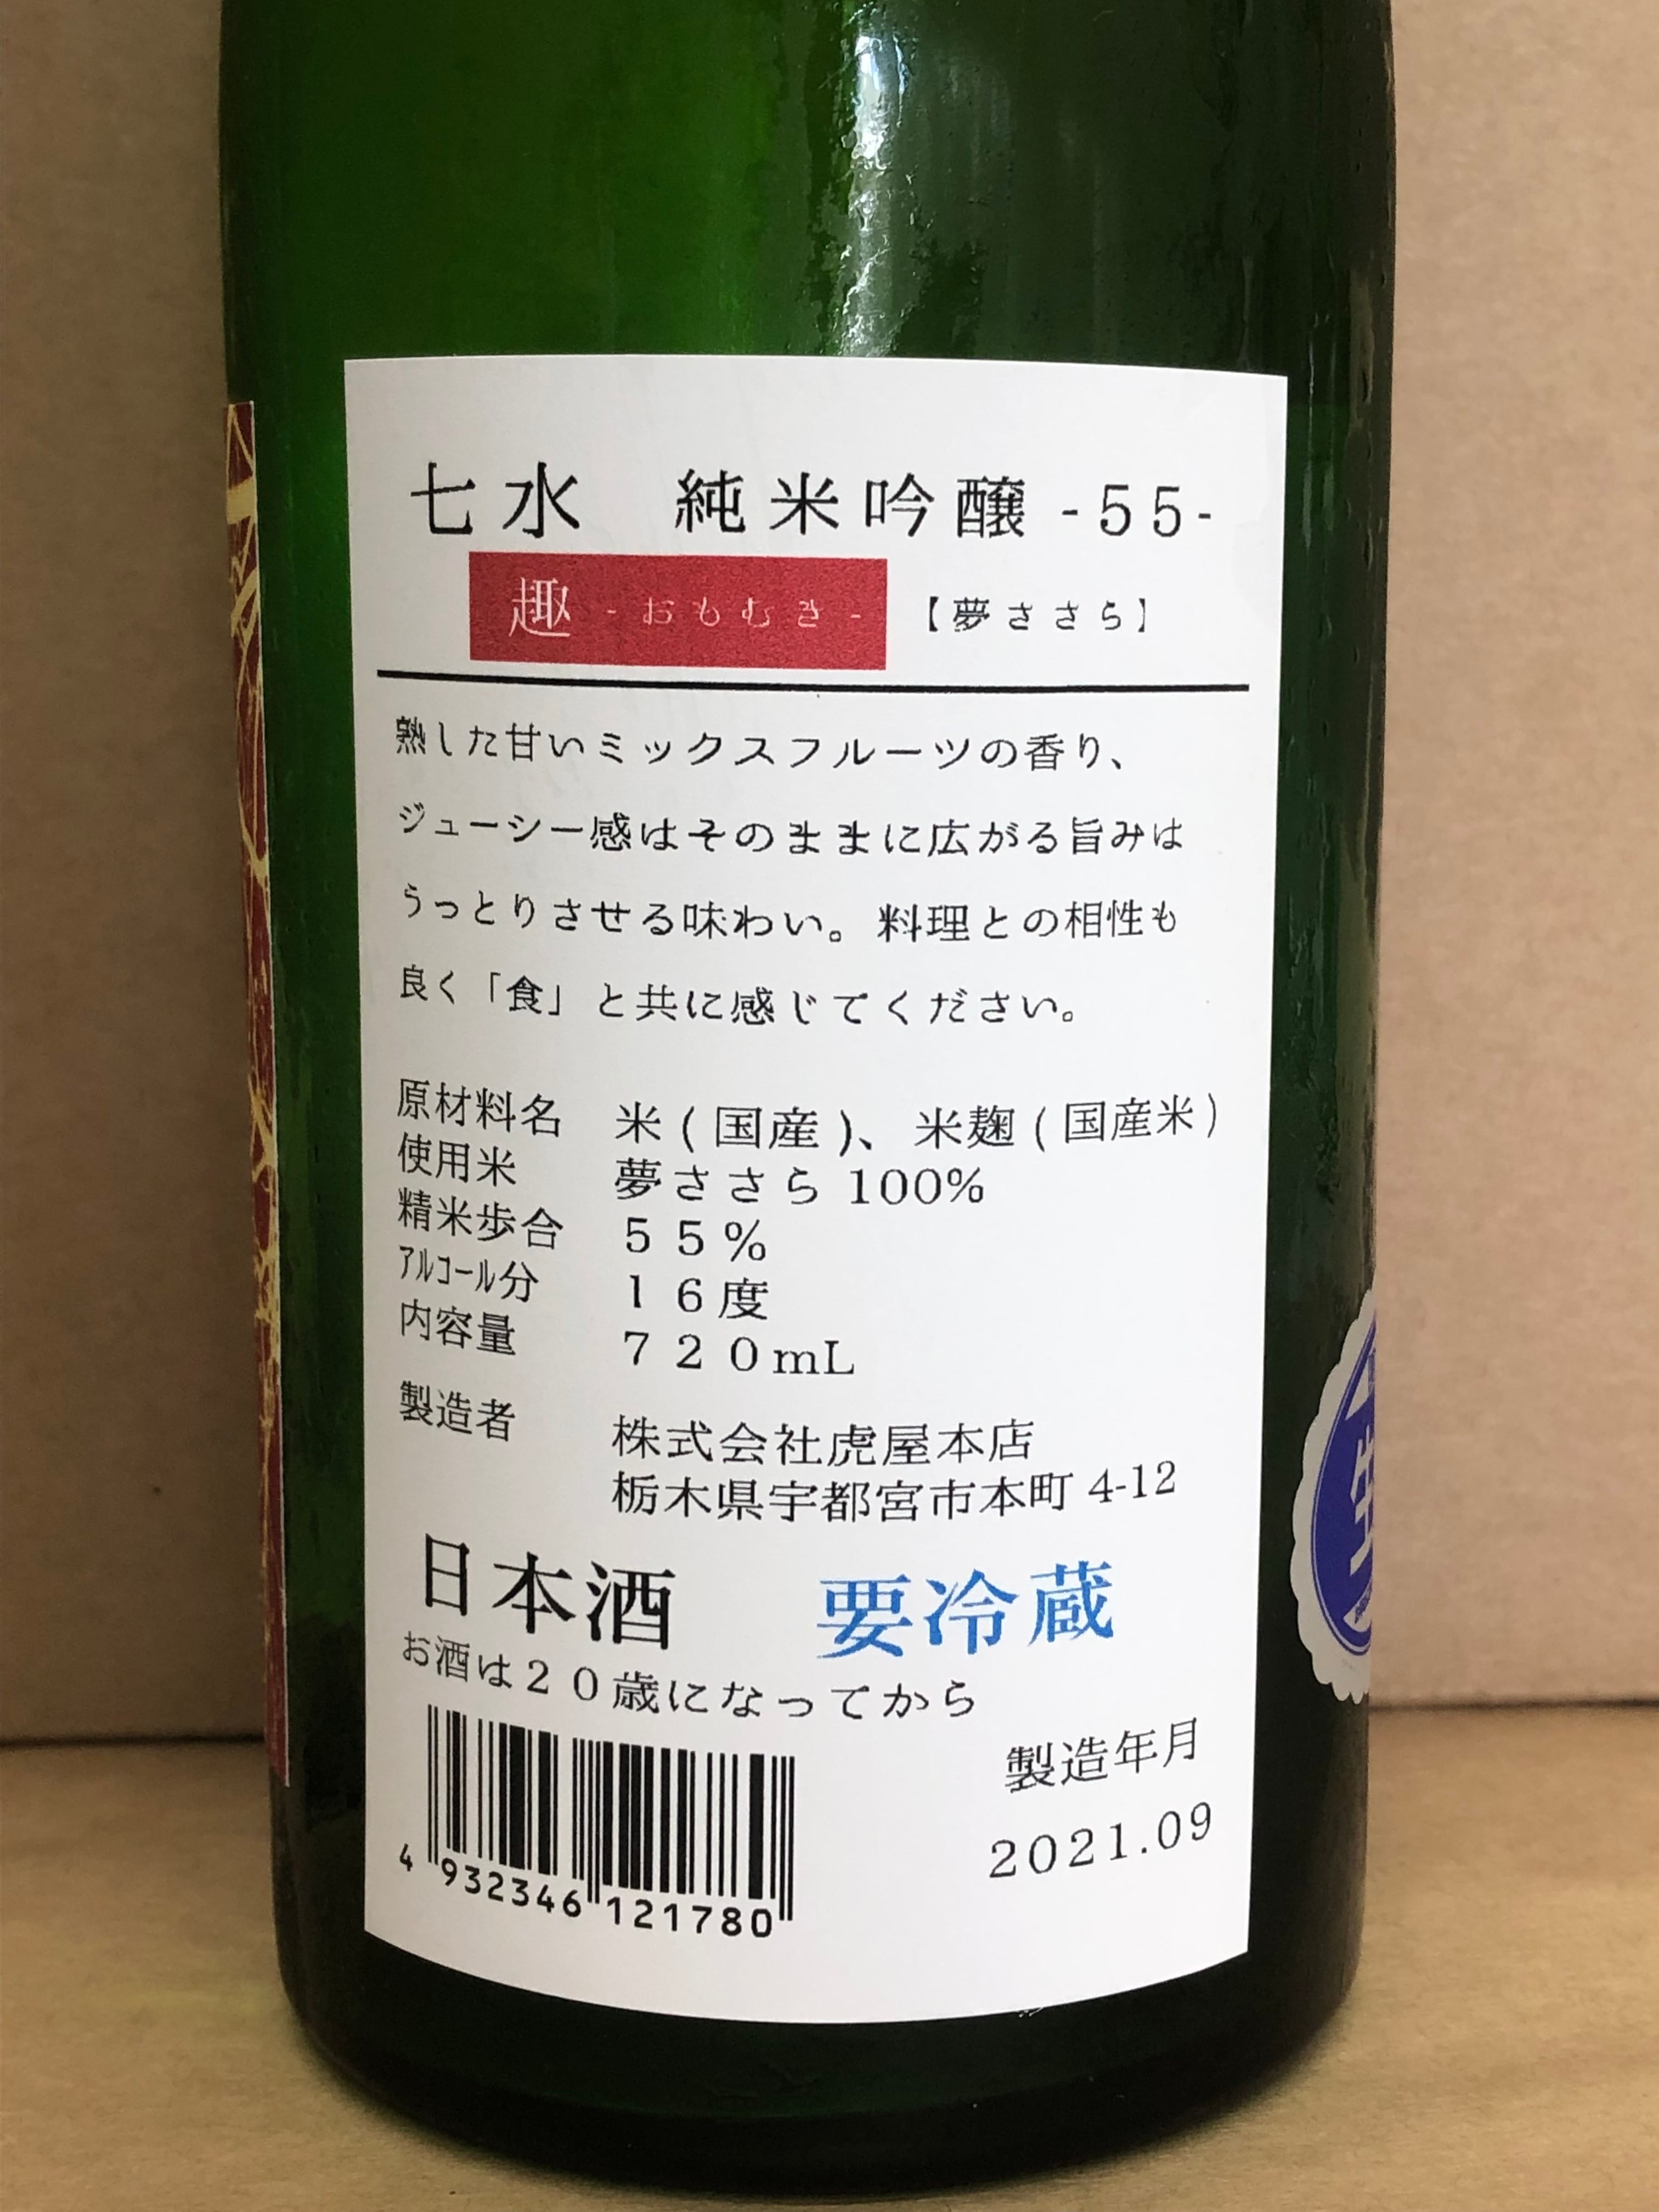 七水 純米吟醸 -55-
趣 -おもむき- 【夢ささら】
熟した甘いミックスフルーツの香り、
ジューシー感はそのままに広がる旨みは
うっとりさせる味わい。料理との相性も
良く「食」と共に感じてください。
原材料名 米(国産)、米麹(国産米)
使用米 夢ささら 100%
精米歩合 55%
ｱﾙｺｰﾙ分 16度
内容量 720mL
製造者 株式会社虎屋本店
栃木県宇都宮市本町 4-12
日本酒 要冷蔵
お酒は20歳になってから
製造年月
2021.09
4 932346 121780
生